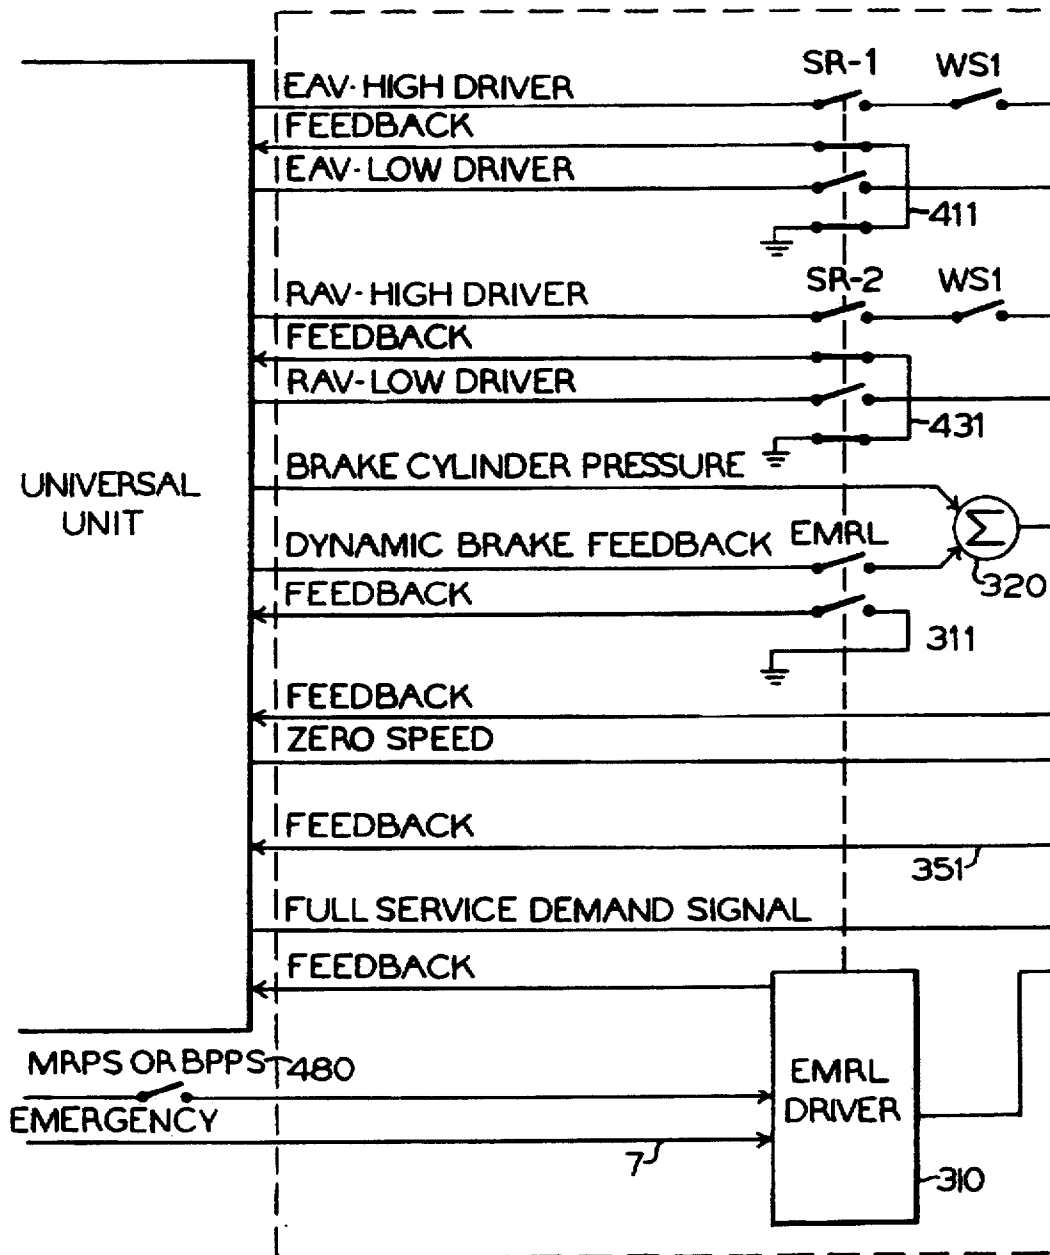 SR-1 WS1
EAV-HIGH DRIVER
FEEDBACK
EAV-LOW DRIVER
411
SR-2 WS1
RAV-HIGH DRIVER
FEEDBACK
RAV-LOW DRIVER
431
BRAKE CYLINDER PRESSURE
UNIVERSAL
UNIT
Σ
DYNAMIC BRAKE FEEDBACK EMRL
320
FEEDBACK
311
FEEDBACK
ZERO SPEED
FEEDBACK
351
FULL SERVICE DEMAND SIGNAL
FEEDBACK
MRPS OR BPPS 480
EMERGENCY
EMRL
DRIVER
7
310